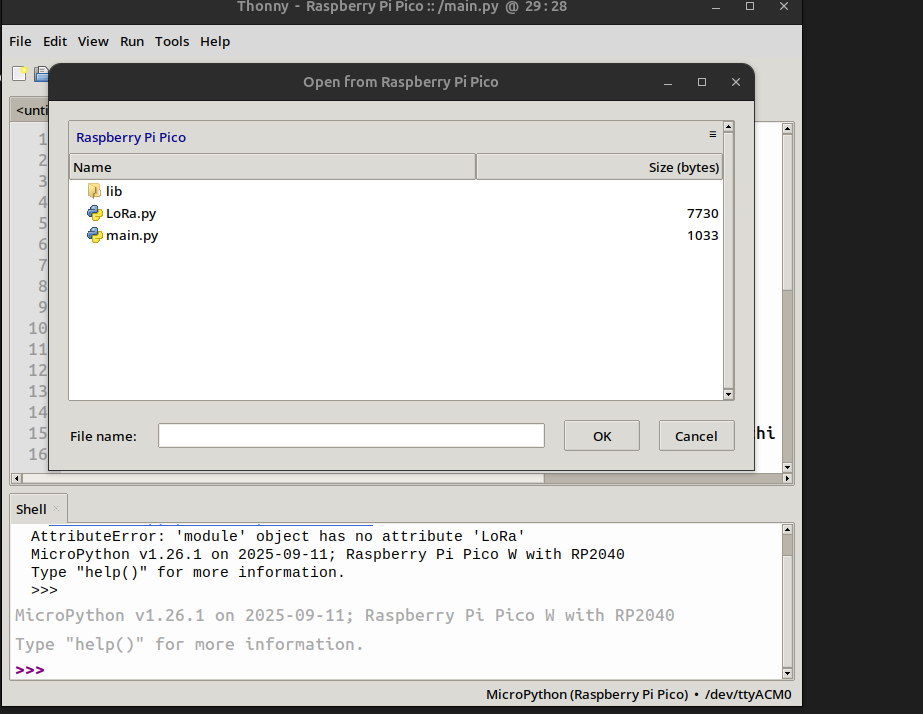 Thonny - Raspberry Pi Pico :: /main.py @ 29 : 28
File Edit View Run Tools Help
Open from Raspberry Pi Pico
<unti
Raspberry Pi Pico ≡
Name Size (bytes)
lib
LoRa.py 7730
main.py 1033
1
2
3
4
5
6
7
8
9
10
11
12
13
14
15 hi
16
File name:
OK
Cancel
Shell
AttributeError: 'module' object has no attribute 'LoRa'
MicroPython v1.26.1 on 2025-09-11; Raspberry Pi Pico W with RP2040
Type "help()" for more information.
>>>
MicroPython v1.26.1 on 2025-09-11; Raspberry Pi Pico W with RP2040
Type "help()" for more information.
>>>
MicroPython (Raspberry Pi Pico) • /dev/ttyACM0